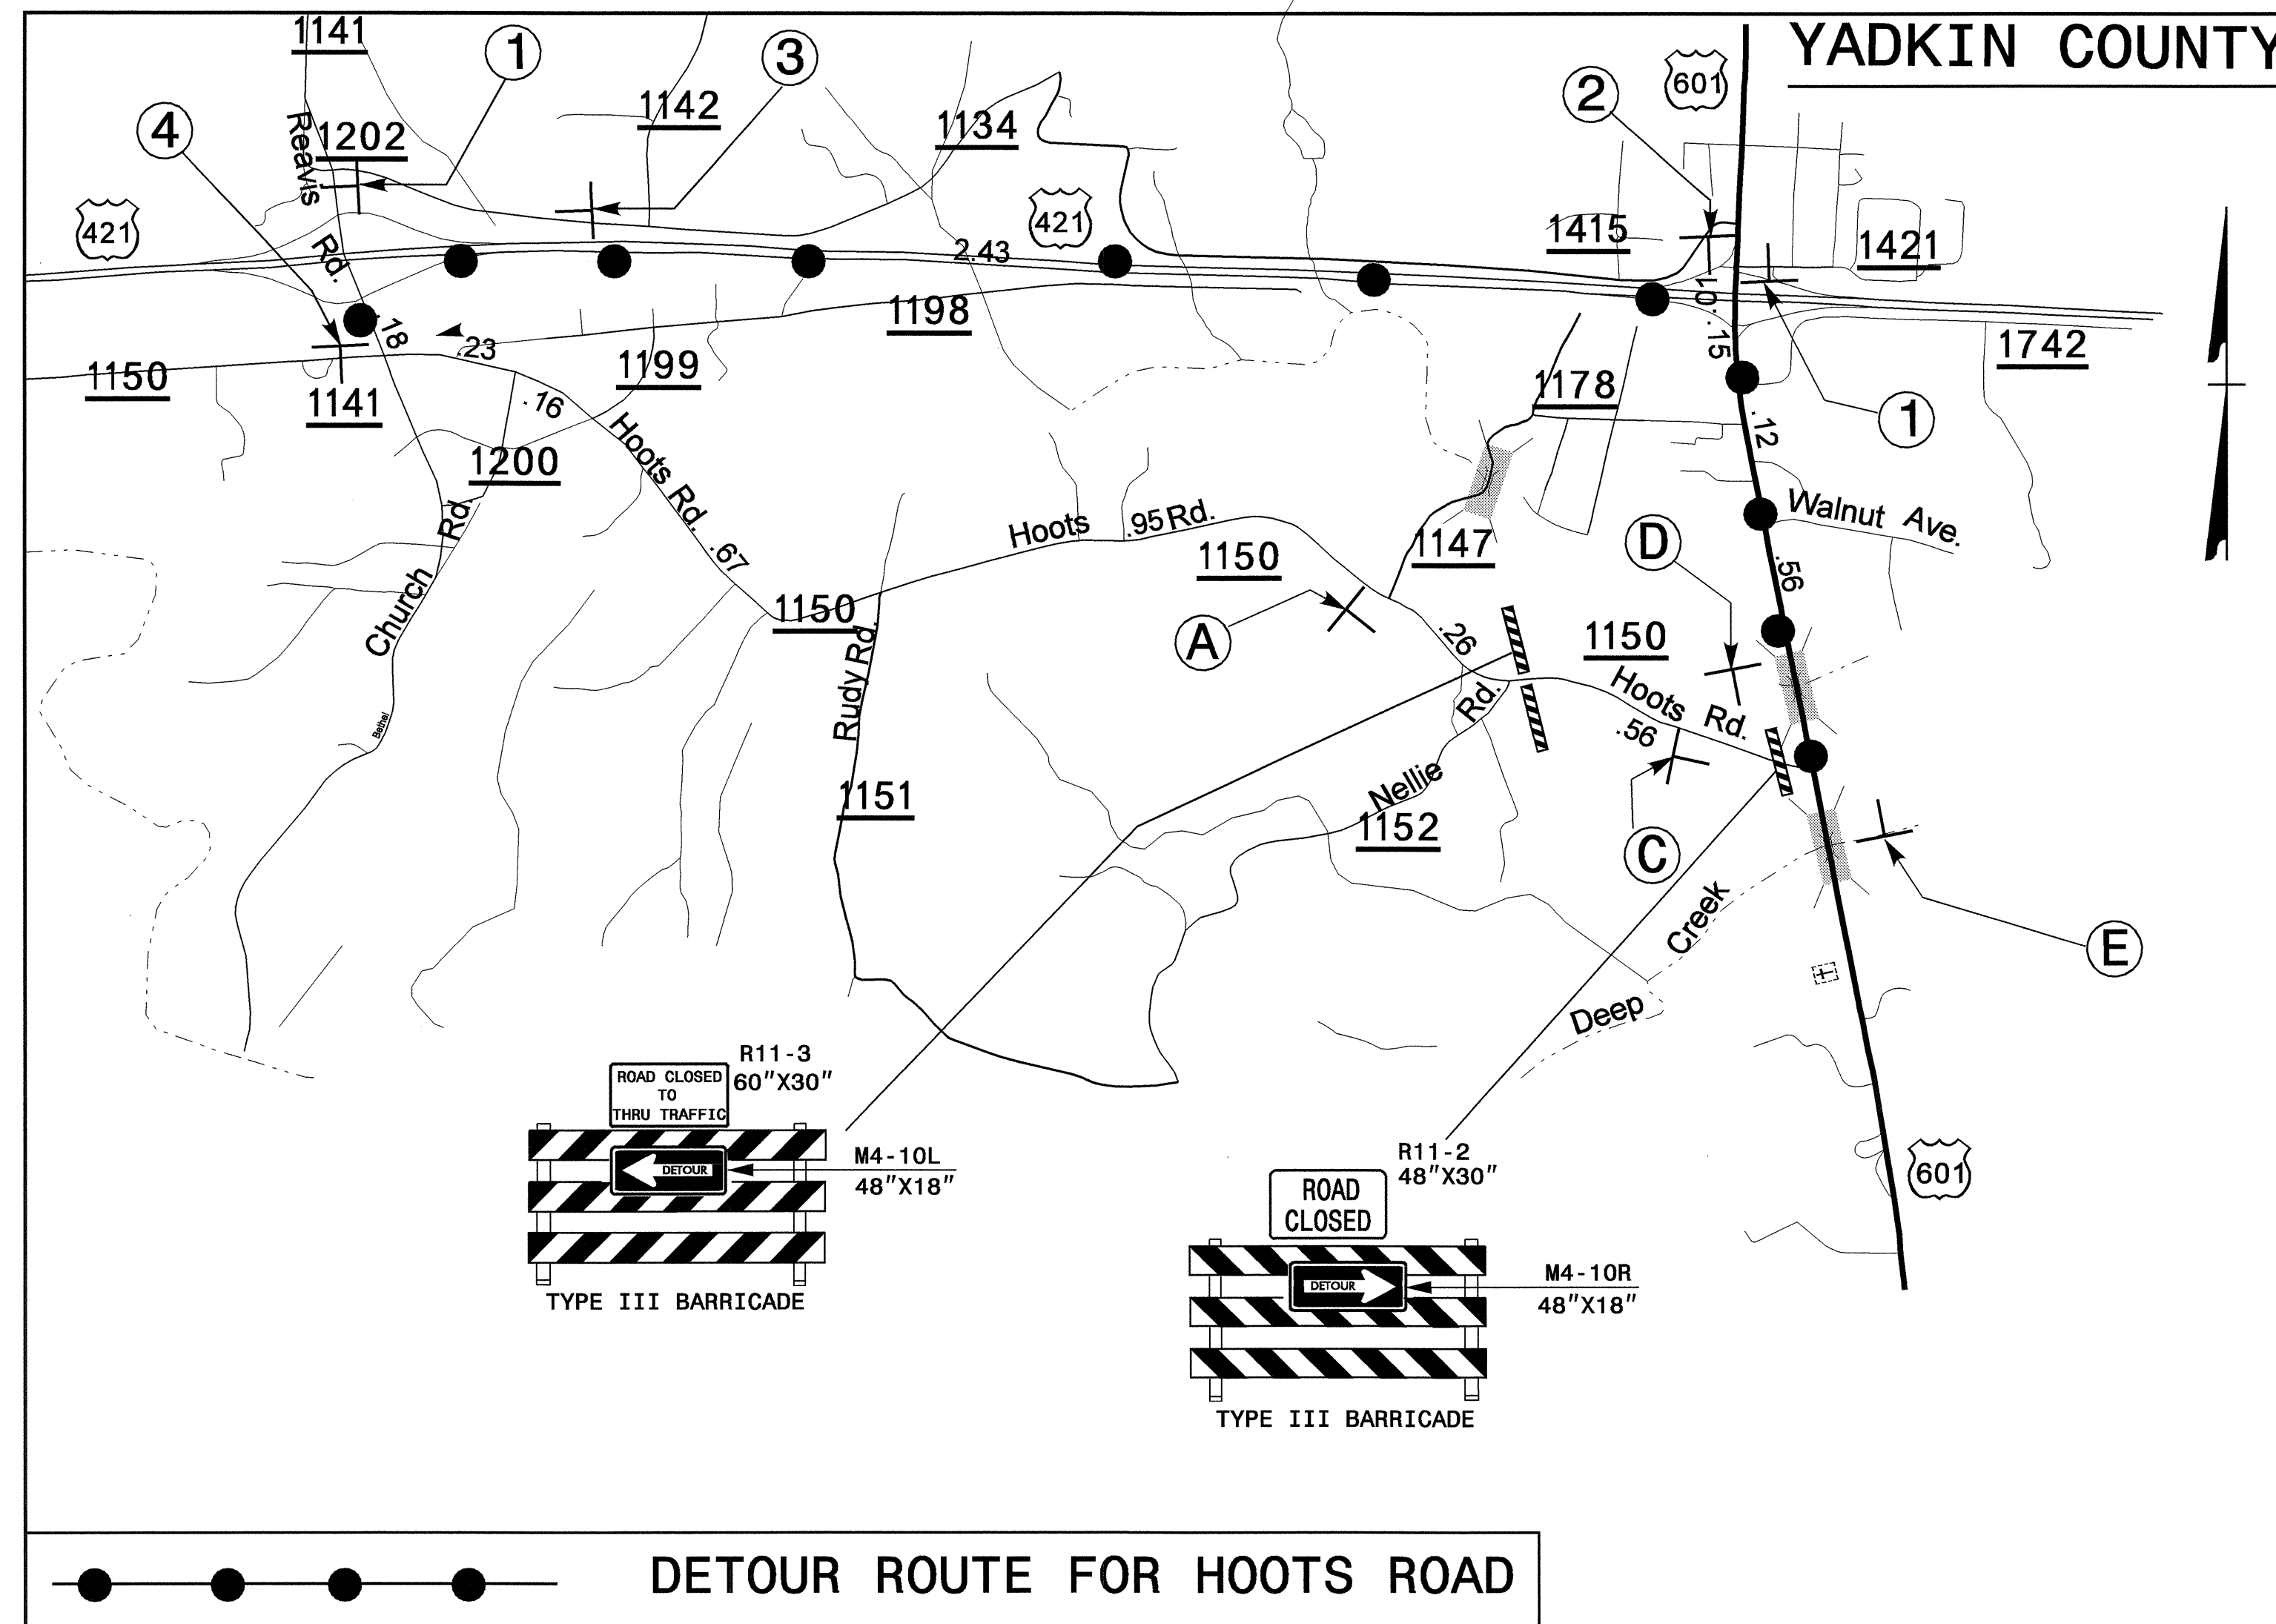 YADKIN COUNTY
1141
1
3
2
601
4
Reavis
1202
1142
1134
421
421
1415
1421
Rd.
2.43
.01
.15
.18
.23
1198
1742
1150
1141
1199
.16
1178
1
.12
1200
Hoots Rd.
.67
Rd.
Church
Hoots .95 Rd.
1150
1147
D
Walnut Ave.
.56
1150
A
.26
1150
Rudy Rd.
Rd.
Hoots Rd.
.56
Bethel
1151
Nellie
1152
C
Creek
E
Deep
R11-3
60"X30"
ROAD CLOSED
TO
THRU TRAFFIC
DETOUR
M4-10L
48"X18"
TYPE III BARRICADE
R11-2
48"X30"
ROAD
CLOSED
DETOUR
M4-10R
48"X18"
TYPE III BARRICADE
601
DETOUR ROUTE FOR HOOTS ROAD